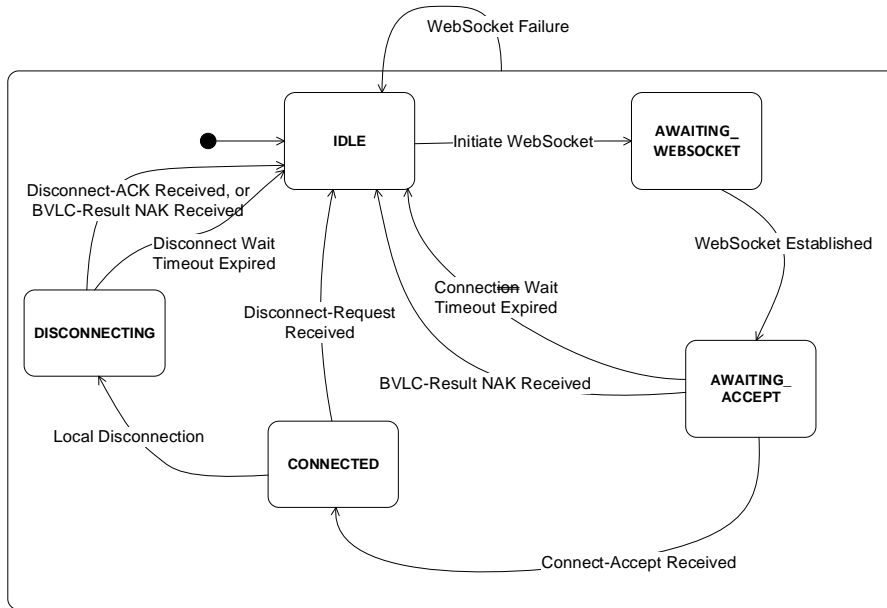 WebSocket Failure
IDLE
Initiate WebSocket
AWAITING_
WEBSOCKET
Disconnect-ACK Received, or
BVLC-Result NAK Received
Disconnect Wait
Timeout Expired
WebSocket Established
Connection Wait
Timeout Expired
DISCONNECTING
Disconnect-Request
Received
BVLC-Result NAK Received
AWAITING_
ACCEPT
Local Disconnection
CONNECTED
Connect-Accept Received